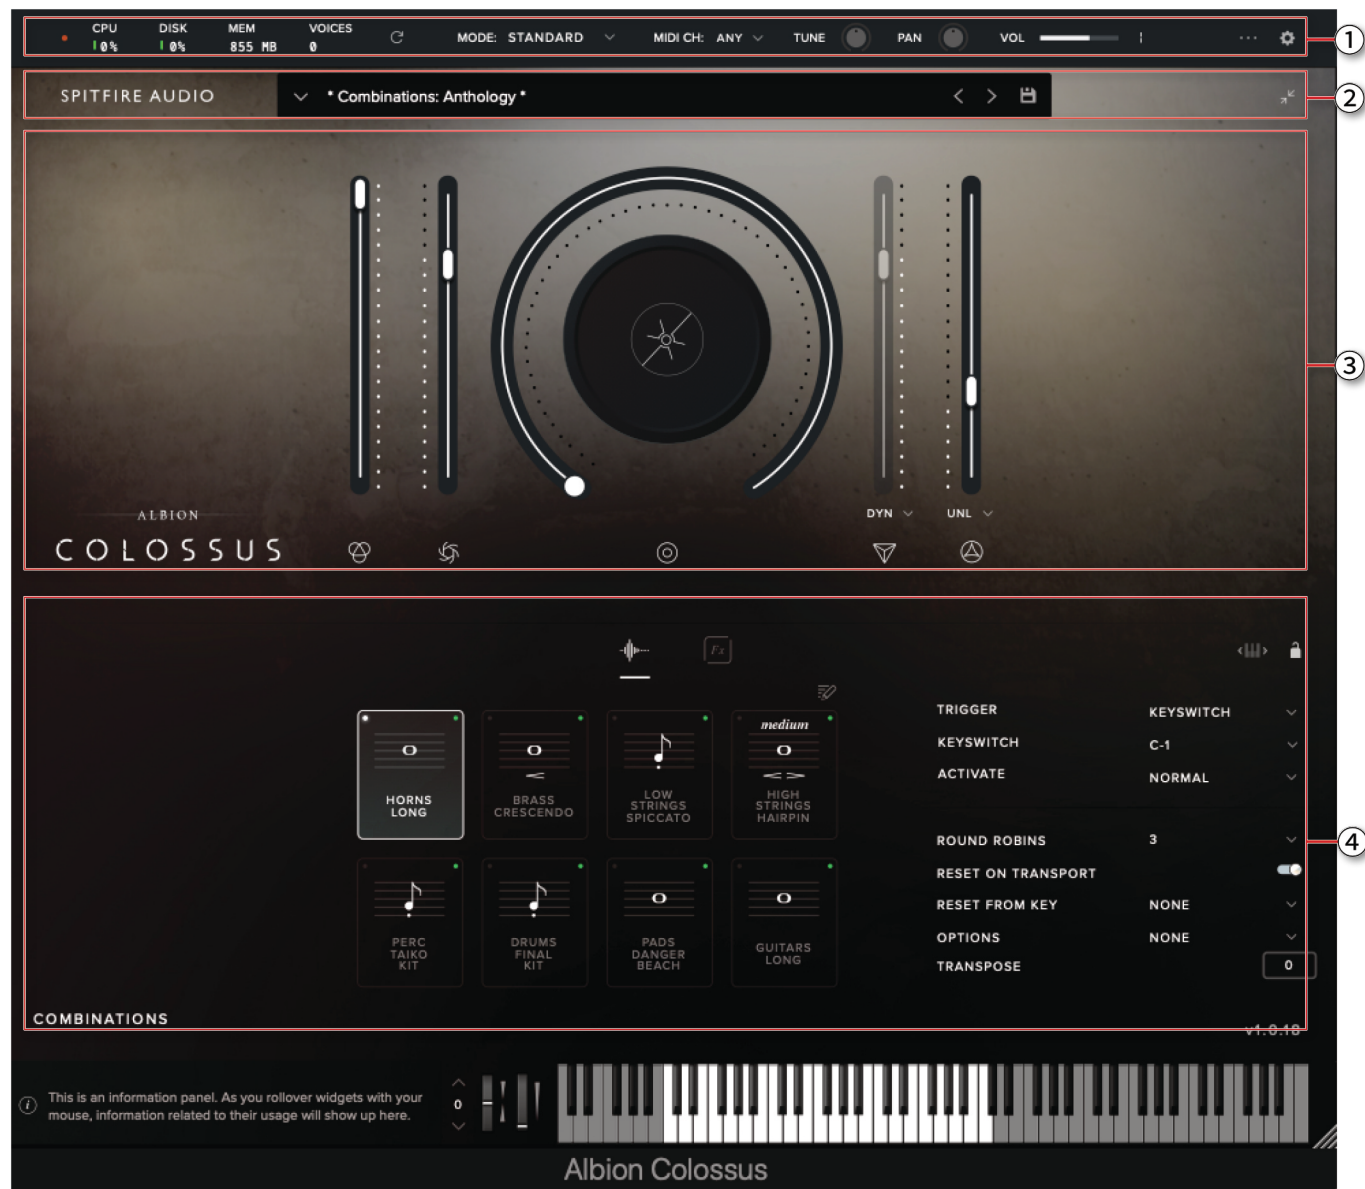 CPU DISK MEM VOICES
0% 0% 855 MB 0
MODE: STANDARD MIDI CH: ANY TUNE PAN VOL
1
SPITFIRE AUDIO * Combinations: Anthology *
2
3
DYN UNL
ALBION
COLOSSUS
Fx
HORNS
LONG
BRASS
CRESCENDO
LOW
STRINGS
SPICCATO
medium
HIGH
STRINGS
HAIRPIN
PERC
TAIKO
KIT
DRUMS
FINAL
KIT
PADS
DANGER
BEACH
GUITARS
LONG
TRIGGER KEYSWITCH
KEYSWITCH C-1
ACTIVATE NORMAL
ROUND ROBINS 3
4
RESET ON TRANSPORT
RESET FROM KEY NONE
OPTIONS NONE
TRANSPOSE 0
COMBINATIONS
v1.0.18
This is an information panel. As you rollover widgets with your
mouse, information related to their usage will show up here.
0
Albion Colossus